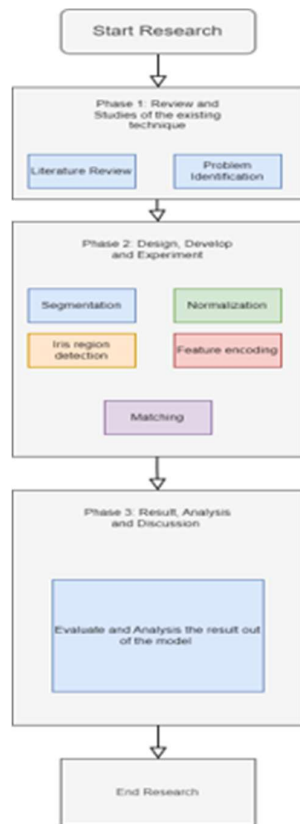 Start Research
Phase 1: Review and
Studies of the existing
technique
Literature Review
Problem
Identification
Phase 2: Design, Develop
and Experiment
Segmentation
Normalization
Iris region
detection
Feature encoding
Matching
Phase 3: Result, Analysis
and Discussion
Evaluate and Analysis the result out
of the model
End Research